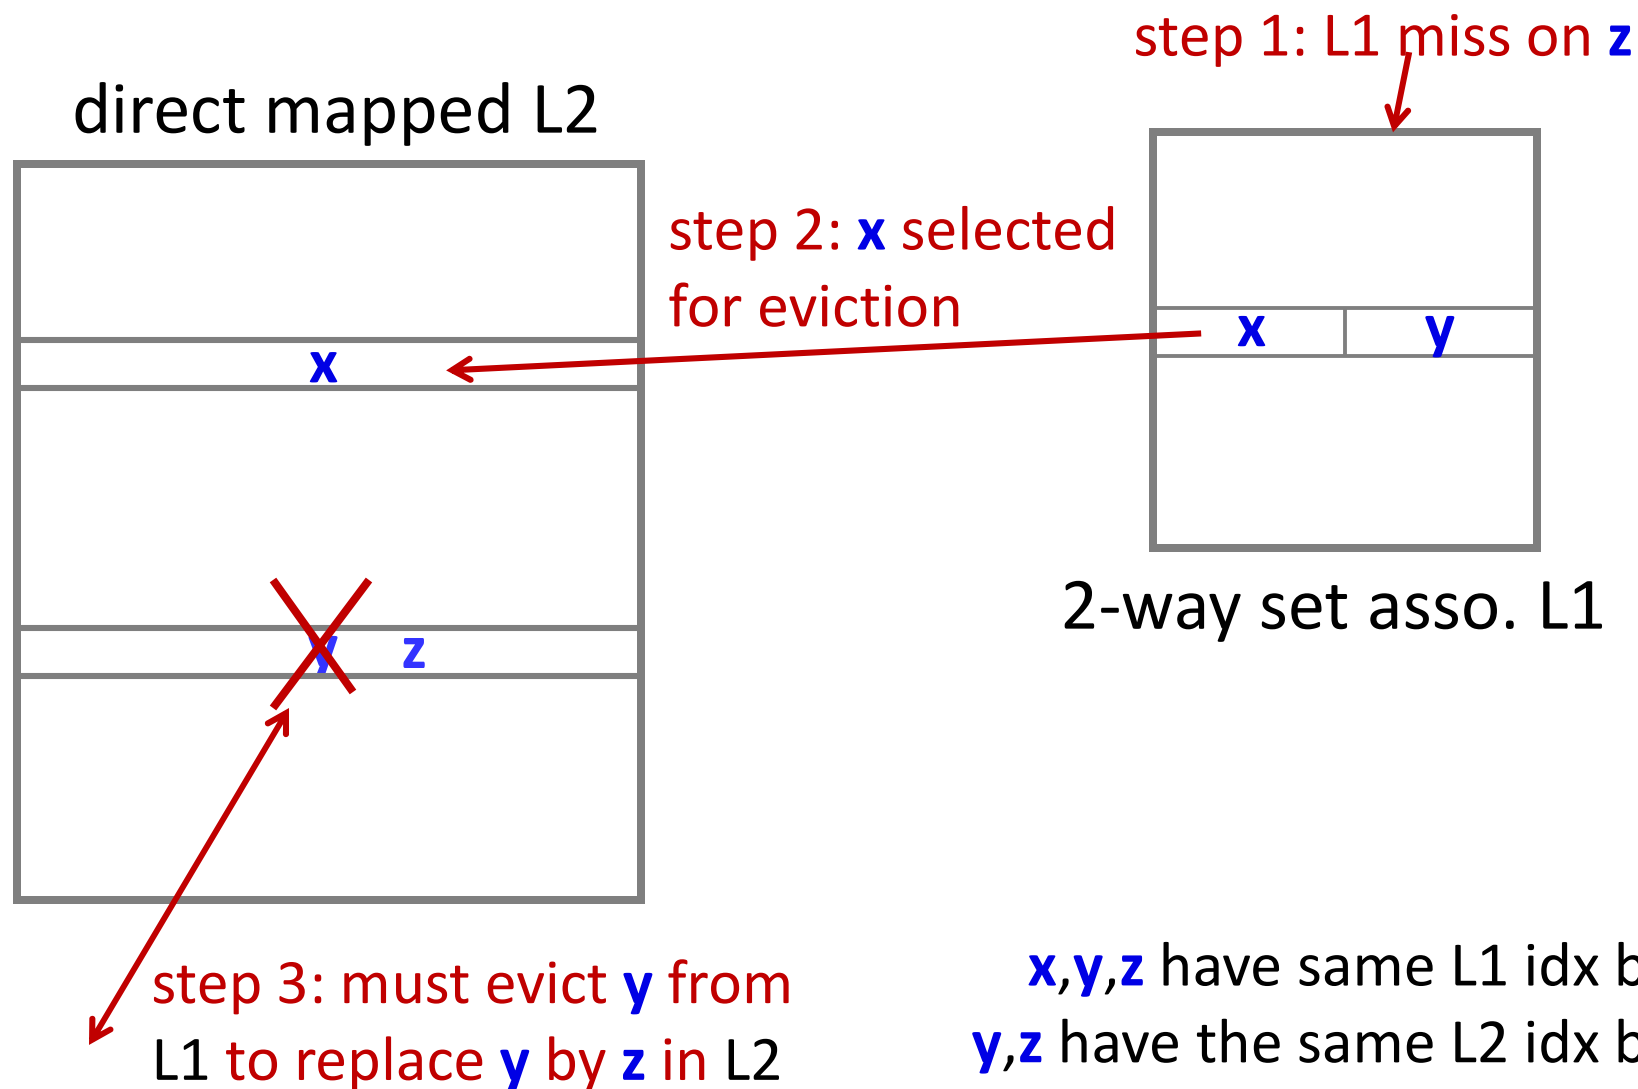 step 1: L1 miss on z
direct mapped L2
step 2: x selected
for eviction
x
x y
y z
2-way set asso. L1
step 3: must evict y from
L1 to replace y by z in L2
x,y,z have same L1 idx b
y,z have the same L2 idx b